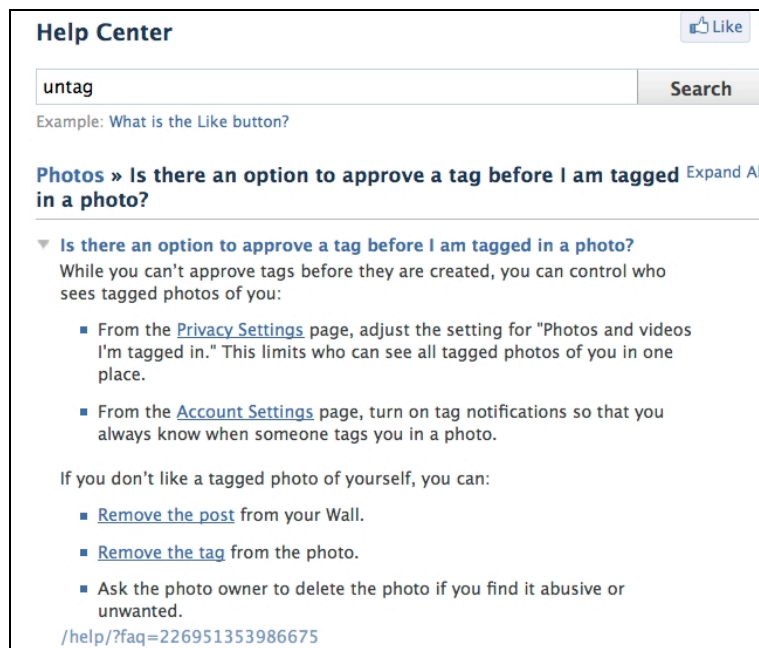 Help Center
Like
untag
Search
Example: What is the Like button?
Photos » Is there an option to approve a tag before I am tagged
Expand Al
in a photo?
Is there an option to approve a tag before I am tagged in a photo?
While you can't approve tags before they are created, you can control who
sees tagged photos of you:
From the Privacy Settings page, adjust the setting for "Photos and videos
I'm tagged in." This limits who can see all tagged photos of you in one
place.
From the Account Settings page, turn on tag notifications so that you
always know when someone tags you in a photo.
If you don't like a tagged photo of yourself, you can:
Remove the post from your Wall.
Remove the tag from the photo.
Ask the photo owner to delete the photo if you find it abusive or
unwanted.
/help/?faq=226951353986675